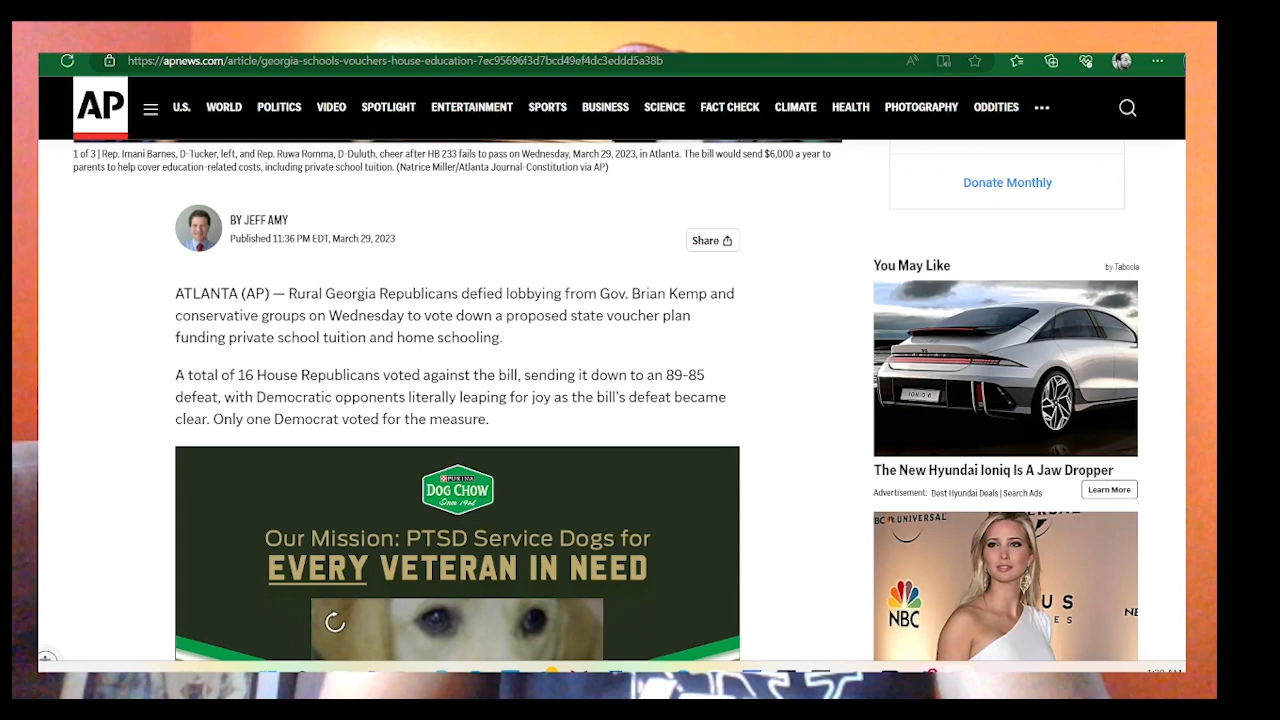 https://apnews.com/article/georgia-schools-vouchers-house-education-7ec95696f3d7bcd49ef4dc3eddd5a38b
AP
U.S. WORLD POLITICS VIDEO SPOTLIGHT ENTERTAINMENT SPORTS BUSINESS SCIENCE FACT CHECK CLIMATE HEALTH PHOTOGRAPHY ODDITIES
1 of 3 | Rep. Imani Barnes, D-Tucker, left, and Rep. Ruwa Romma, D-Duluth, cheer after HB 233 fails to pass on Wednesday, March 29, 2023, in Atlanta. The bill would send $6,000 a year to
parents to help cover education-related costs, including private school tuition. (Natrice Miller/Atlanta Journal-Constitution via AP)
Donate Monthly
BY JEFF AMY
Published 11:36 PM EDT, March 29, 2023
Share
ATLANTA (AP) — Rural Georgia Republicans defied lobbying from Gov. Brian Kemp and
conservative groups on Wednesday to vote down a proposed state voucher plan
funding private school tuition and home schooling.
A total of 16 House Republicans voted against the bill, sending it down to an 89-85
defeat, with Democratic opponents literally leaping for joy as the bill's defeat became
clear. Only one Democrat voted for the measure.
PURINA
DOG CHOW
Since 1926
Our Mission: PTSD Service Dogs for
EVERY VETERAN IN NEED
You May Like
by Taboola
IONIQ 6
The New Hyundai Ioniq Is A Jaw Dropper
Advertisement: Best Hyundai Deals | Search Ads
Learn More
BC UNIVERSAL
NBC
US
NE